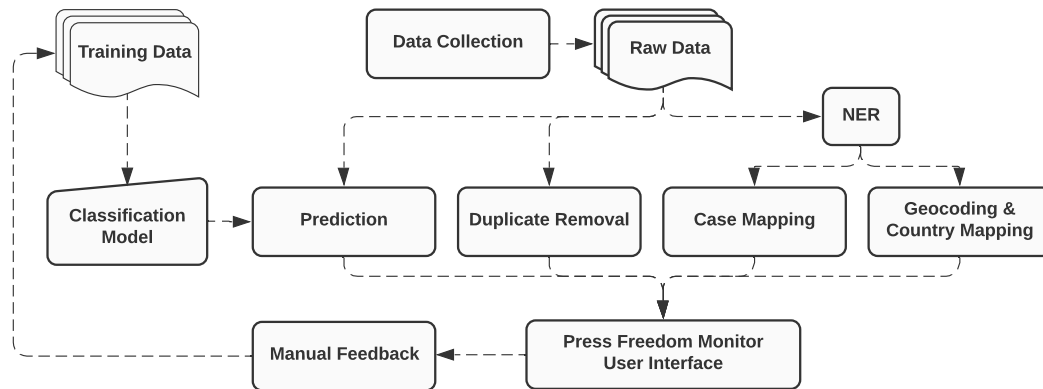 Training Data
Data Collection
Raw Data
NER
Classification
Model
Prediction
Duplicate Removal
Case Mapping
Geocoding &
Country Mapping
Manual Feedback
Press Freedom Monitor
User Interface